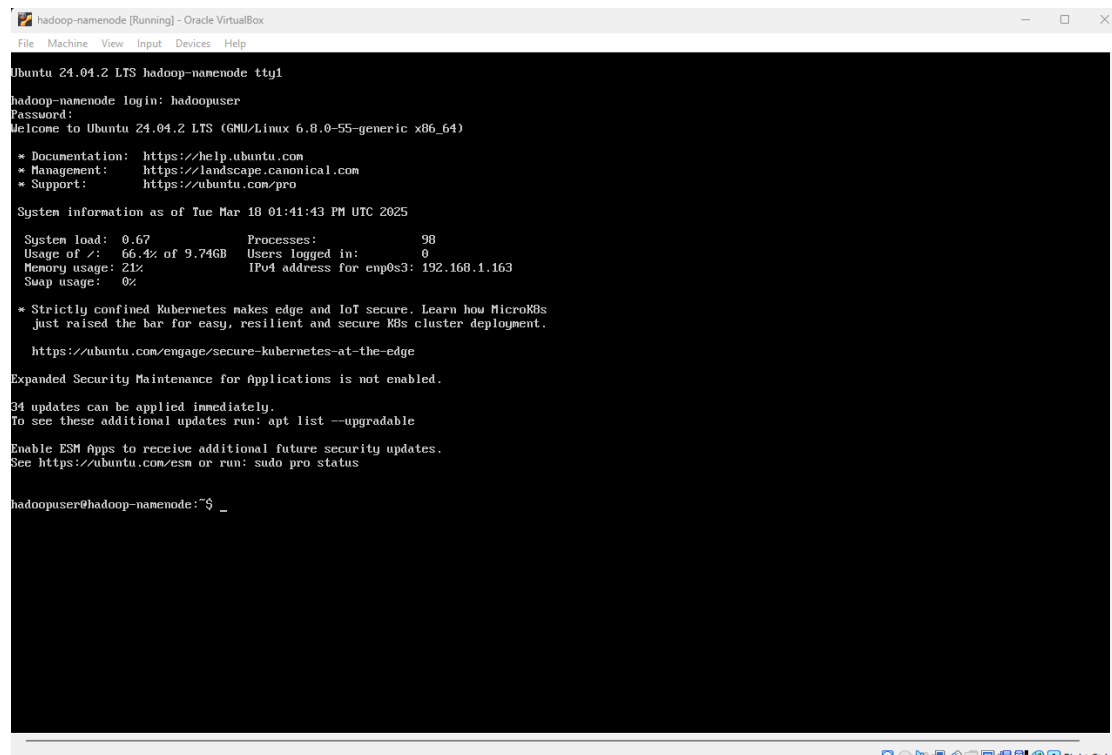 hadoop-namenode [Running] - Oracle VirtualBox
File Machine View Input Devices Help
Ubuntu 24.04.2 LTS hadoop-namenode tty1
hadoop-namenode login: hadoopuser
Password:
Welcome to Ubuntu 24.04.2 LTS (GNU/Linux 6.8.0-55-generic x86_64)
* Documentation: https://help.ubuntu.com
* Management: https://landscape.canonical.com
* Support: https://ubuntu.com/pro
System information as of Tue Mar 18 01:41:43 PM UTC 2025
System load: 0.67 Processes: 98
Usage of /: 66.4% of 9.74GB Users logged in: 0
Memory usage: 21% IPv4 address for enp0s3: 192.168.1.163
Swap usage: 0%
* Strictly confined Kubernetes makes edge and IoT secure. Learn how MicroK8s
just raised the bar for easy, resilient and secure K8s cluster deployment.
https://ubuntu.com/engage/secure-kubernetes-at-the-edge
Expanded Security Maintenance for Applications is not enabled.
34 updates can be applied immediately.
To see these additional updates run: apt list --upgradable
Enable ESM Apps to receive additional future security updates.
See https://ubuntu.com/esm or run: sudo pro status
hadoopuser@hadoop-namenode:~$ _